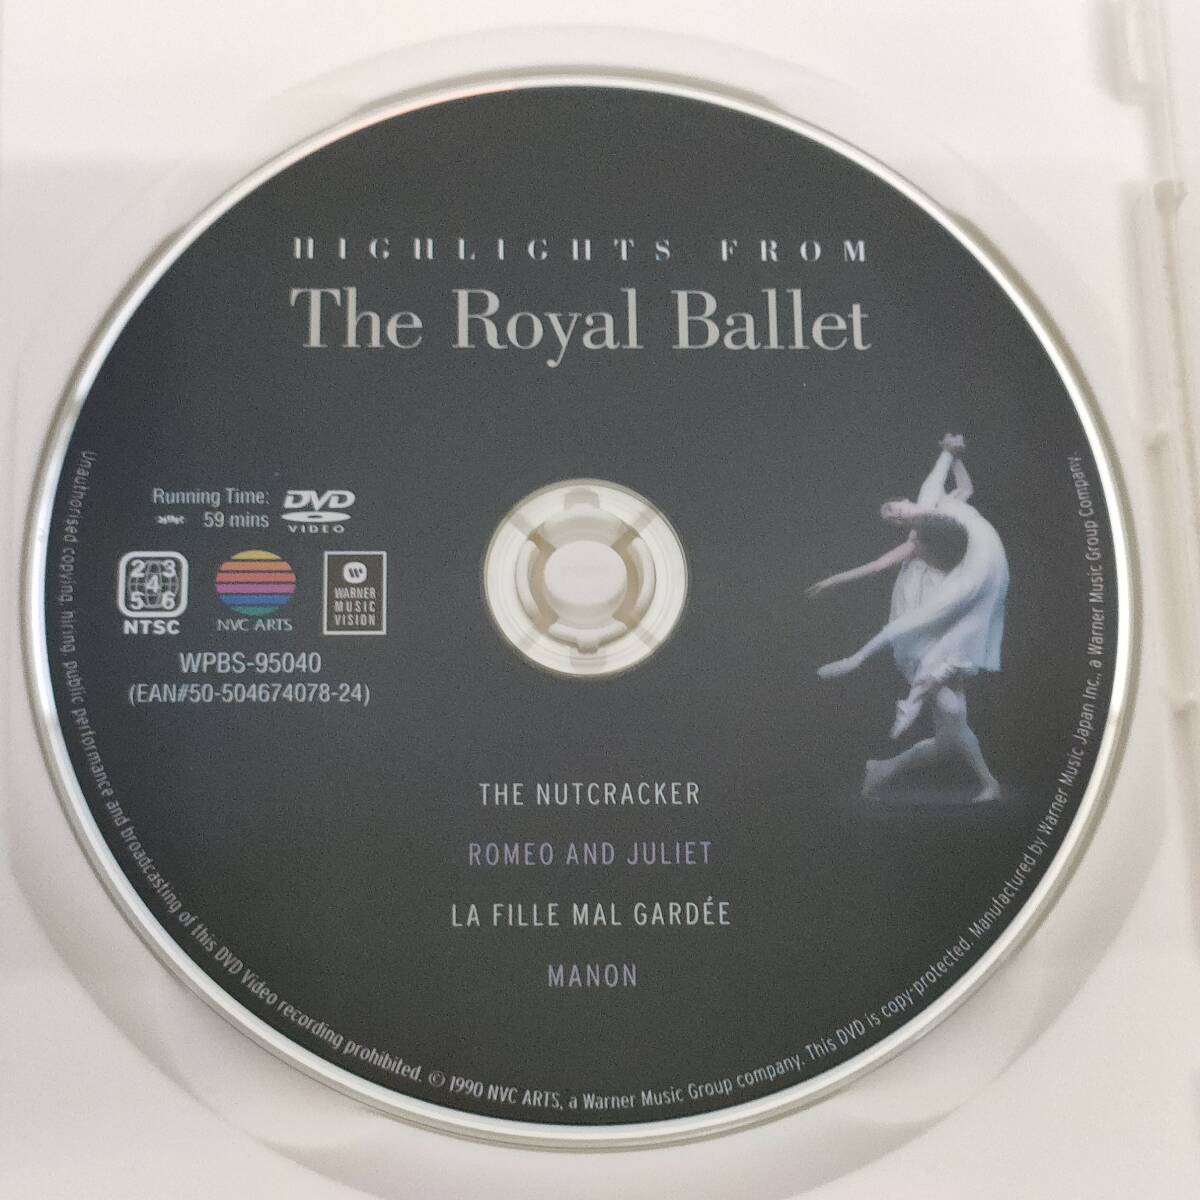 HIGHLIGHTS FROM
The Royal Ballet
Running Time:
59 mins
DVD
VIDEO
2 3
4
5 6
NTSC
NVC ARTS
WARNER
MUSIC
VISION
WPBS-95040
(EAN#50-504674078-24)
THE NUTCRACKER
ROMEO AND JULIET
LA FILLE MAL GARDÉE
MANON
Unauthorised copying, hiring, public performance and broadcasting of this DVD Video recording prohibited. © 1990 NVC ARTS, a Warner Music Group company. This DVD is copy-protected. Manufactured by Warner Music Japan Inc., a Warner Music Group Company.